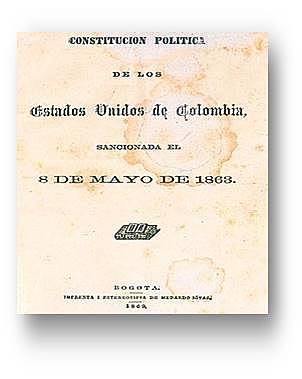 CONSTITUCION POLITICA
DE LOS
Estados Unidos de Colombia,
SANCIONADA EL
8 DE MAYO DE 1863.
BOGOTA.
IMPRENTA I ESTEREOTIPIA DE MEDARDO RIVAS.